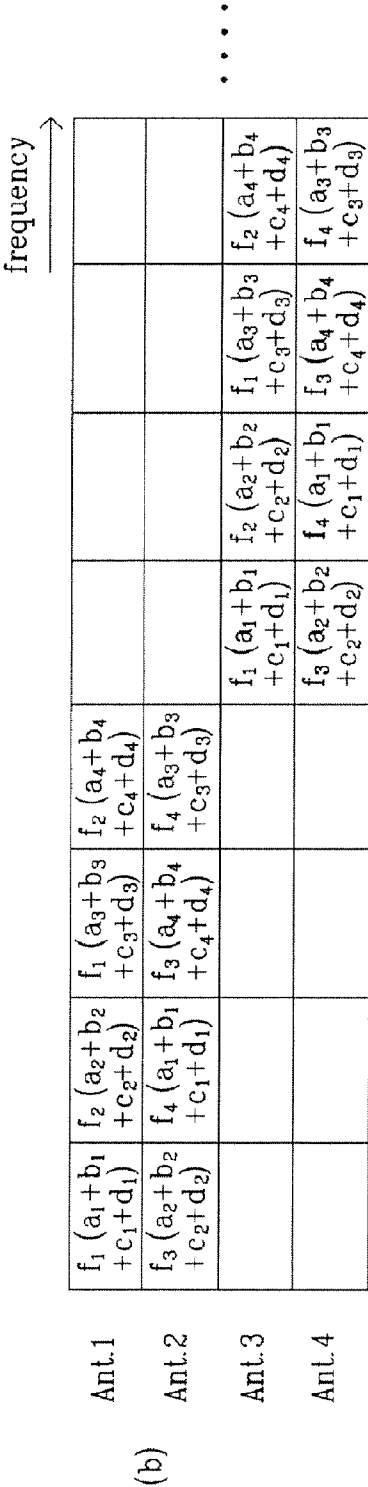 frequency
(b)
Ant.1
f₁(a₁+b₁
+c₁+d₁)
f₂(a₂+b₂
+c₂+d₂)
f₁(a₃+b₃
+c₃+d₃)
f₂(a₄+b₄
+c₄+d₄)
Ant.2
f₃(a₂+b₂
+c₂+d₂)
f₄(a₁+b₁
+c₁+d₁)
f₃(a₄+b₄
+c₄+d₄)
f₄(a₃+b₃
+c₃+d₃)
Ant.3
f₁(a₁+b₁
+c₁+d₁)
f₂(a₂+b₂
+c₂+d₂)
f₁(a₃+b₃
+c₃+d₃)
f₂(a₄+b₄
+c₄+d₄)
Ant.4
f₃(a₂+b₂
+c₂+d₂)
f₄(a₁+b₁
+c₁+d₁)
f₃(a₄+b₄
+c₄+d₄)
f₄(a₃+b₃
+c₃+d₃)